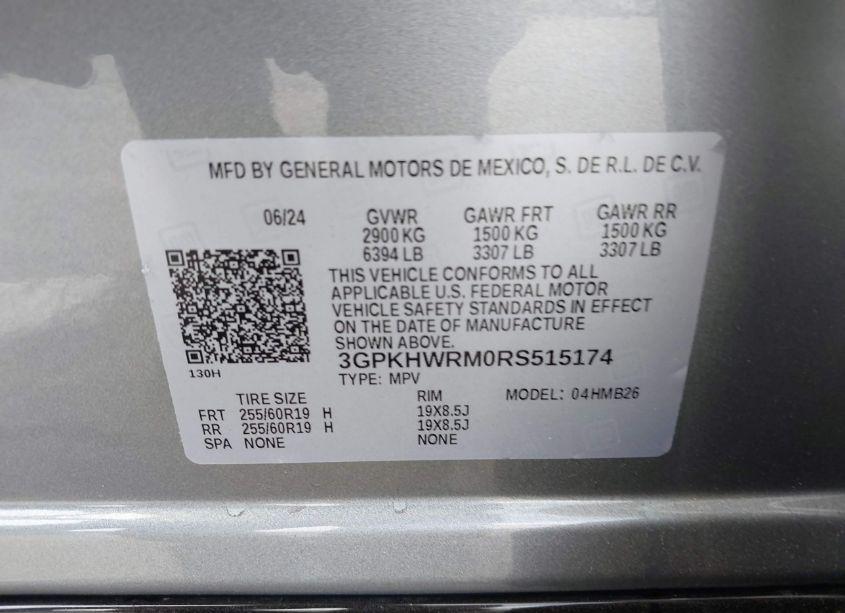 MFD BY GENERAL MOTORS DE MEXICO, S. DE R.L. DE C.V.
06/24 GVWR GAWR FRT GAWR RR
2900 KG 1500 KG 1500 KG
6394 LB 3307 LB 3307 LB
THIS VEHICLE CONFORMS TO ALL
APPLICABLE U.S. FEDERAL MOTOR
VEHICLE SAFETY STANDARDS IN EFFECT
ON THE DATE OF MANUFACTURE
SHOWN ABOVE.
3GPKHWRM0RS515174
130H
TYPE: MPV
TIRE SIZE RIM MODEL: 04HMB26
FRT 255/60R19 H 19X8.5J
RR 255/60R19 H 19X8.5J
SPA NONE NONE